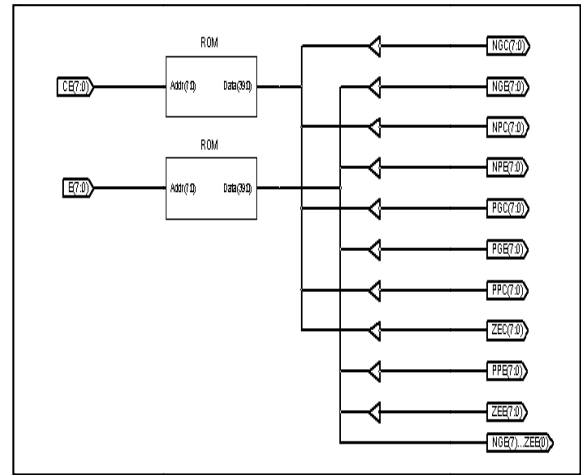 ROM
CE(7:0)
Addr(7:0) Data(39:0)
ROM
E(7:0)
Addr(7:0) Data(39:0)
NGC(7:0)
NGE(7:0)
NPC(7:0)
NPE(7:0)
PGC(7:0)
PGE(7:0)
PPC(7:0)
ZEC(7:0)
PPE(7:0)
ZEE(7:0)
NGE(7)...ZEE(0)